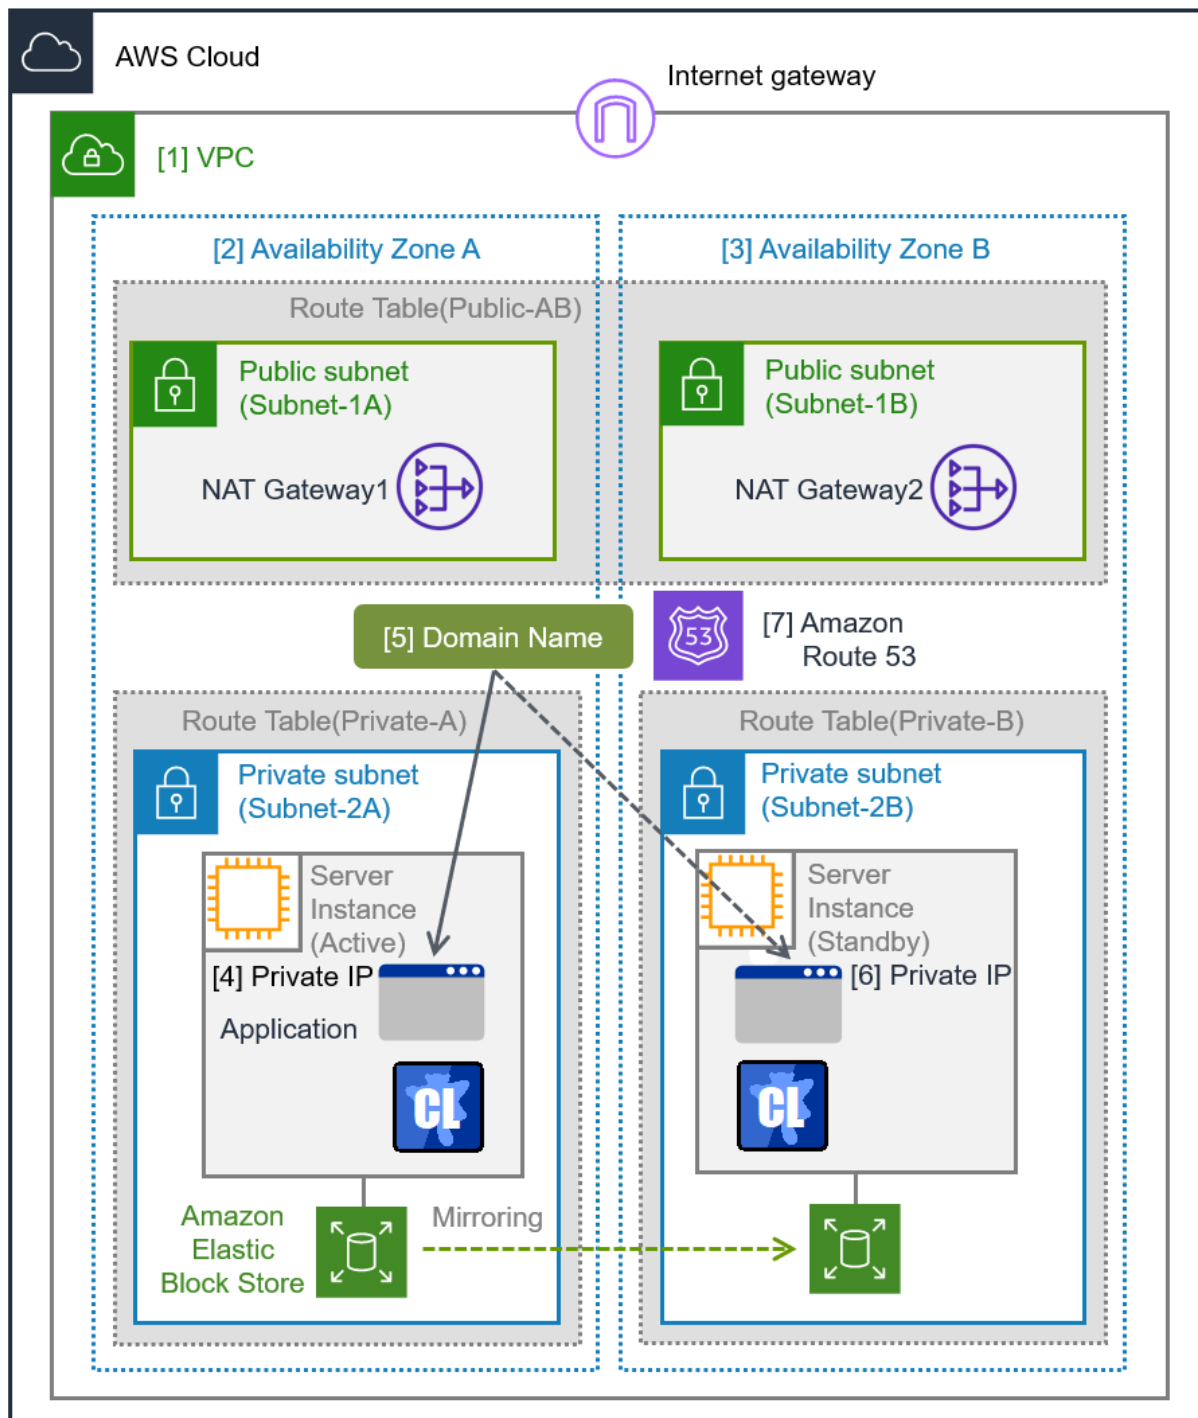 AWS Cloud
Internet gateway
[1] VPC
[2] Availability Zone A
[3] Availability Zone B
Route Table(Public-AB)
Public subnet
(Subnet-1A)
NAT Gateway1
Public subnet
(Subnet-1B)
NAT Gateway2
[5] Domain Name
53
[7] Amazon
Route 53
Route Table(Private-A)
Private subnet
(Subnet-2A)
Server
Instance
(Active)
[4] Private IP
Application
CL
Amazon
Elastic
Block Store
Mirroring
Route Table(Private-B)
Private subnet
(Subnet-2B)
Server
Instance
(Standby)
[6] Private IP
CL